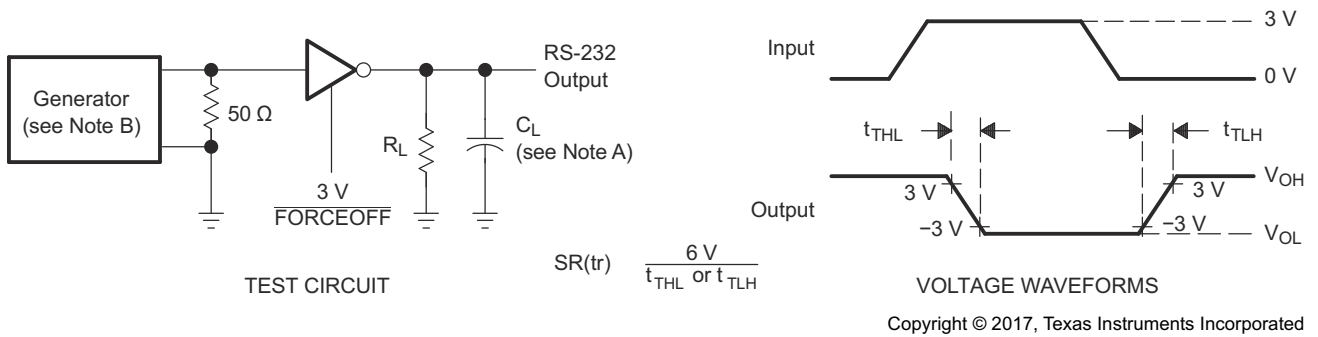 Generator
(see Note B)
50 Ω
3 V
FORCEOFF
RS-232
Output
R_L
C_L
(see Note A)
TEST CIRCUIT
SR(tr)
6 V
t_THL or t_TLH
Input
3 V
0 V
t_THL
t_TLH
Output
3 V
−3 V
3 V
−3 V
V_OH
V_OL
VOLTAGE WAVEFORMS
Copyright © 2017, Texas Instruments Incorporated